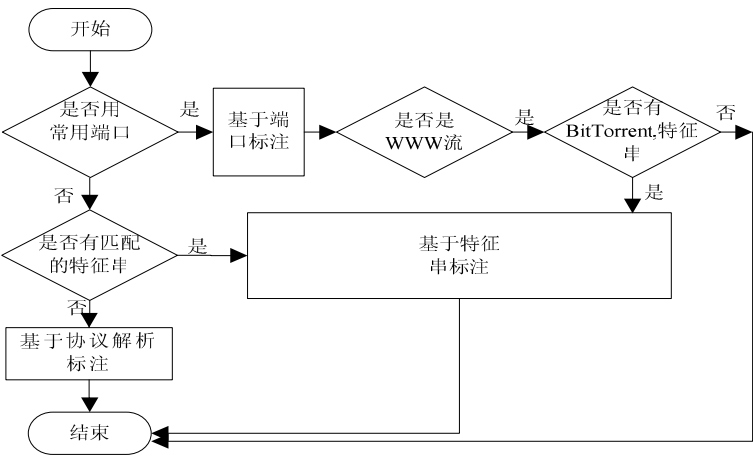 开始
是否用
常用端口
是
基于端
口标注
是否是
WWW流
是
是否有
BitTorrent,特征
串
否
否
是
是否有匹配
的特征串
是
基于特征
串标注
否
基于协议解析
标注
结束